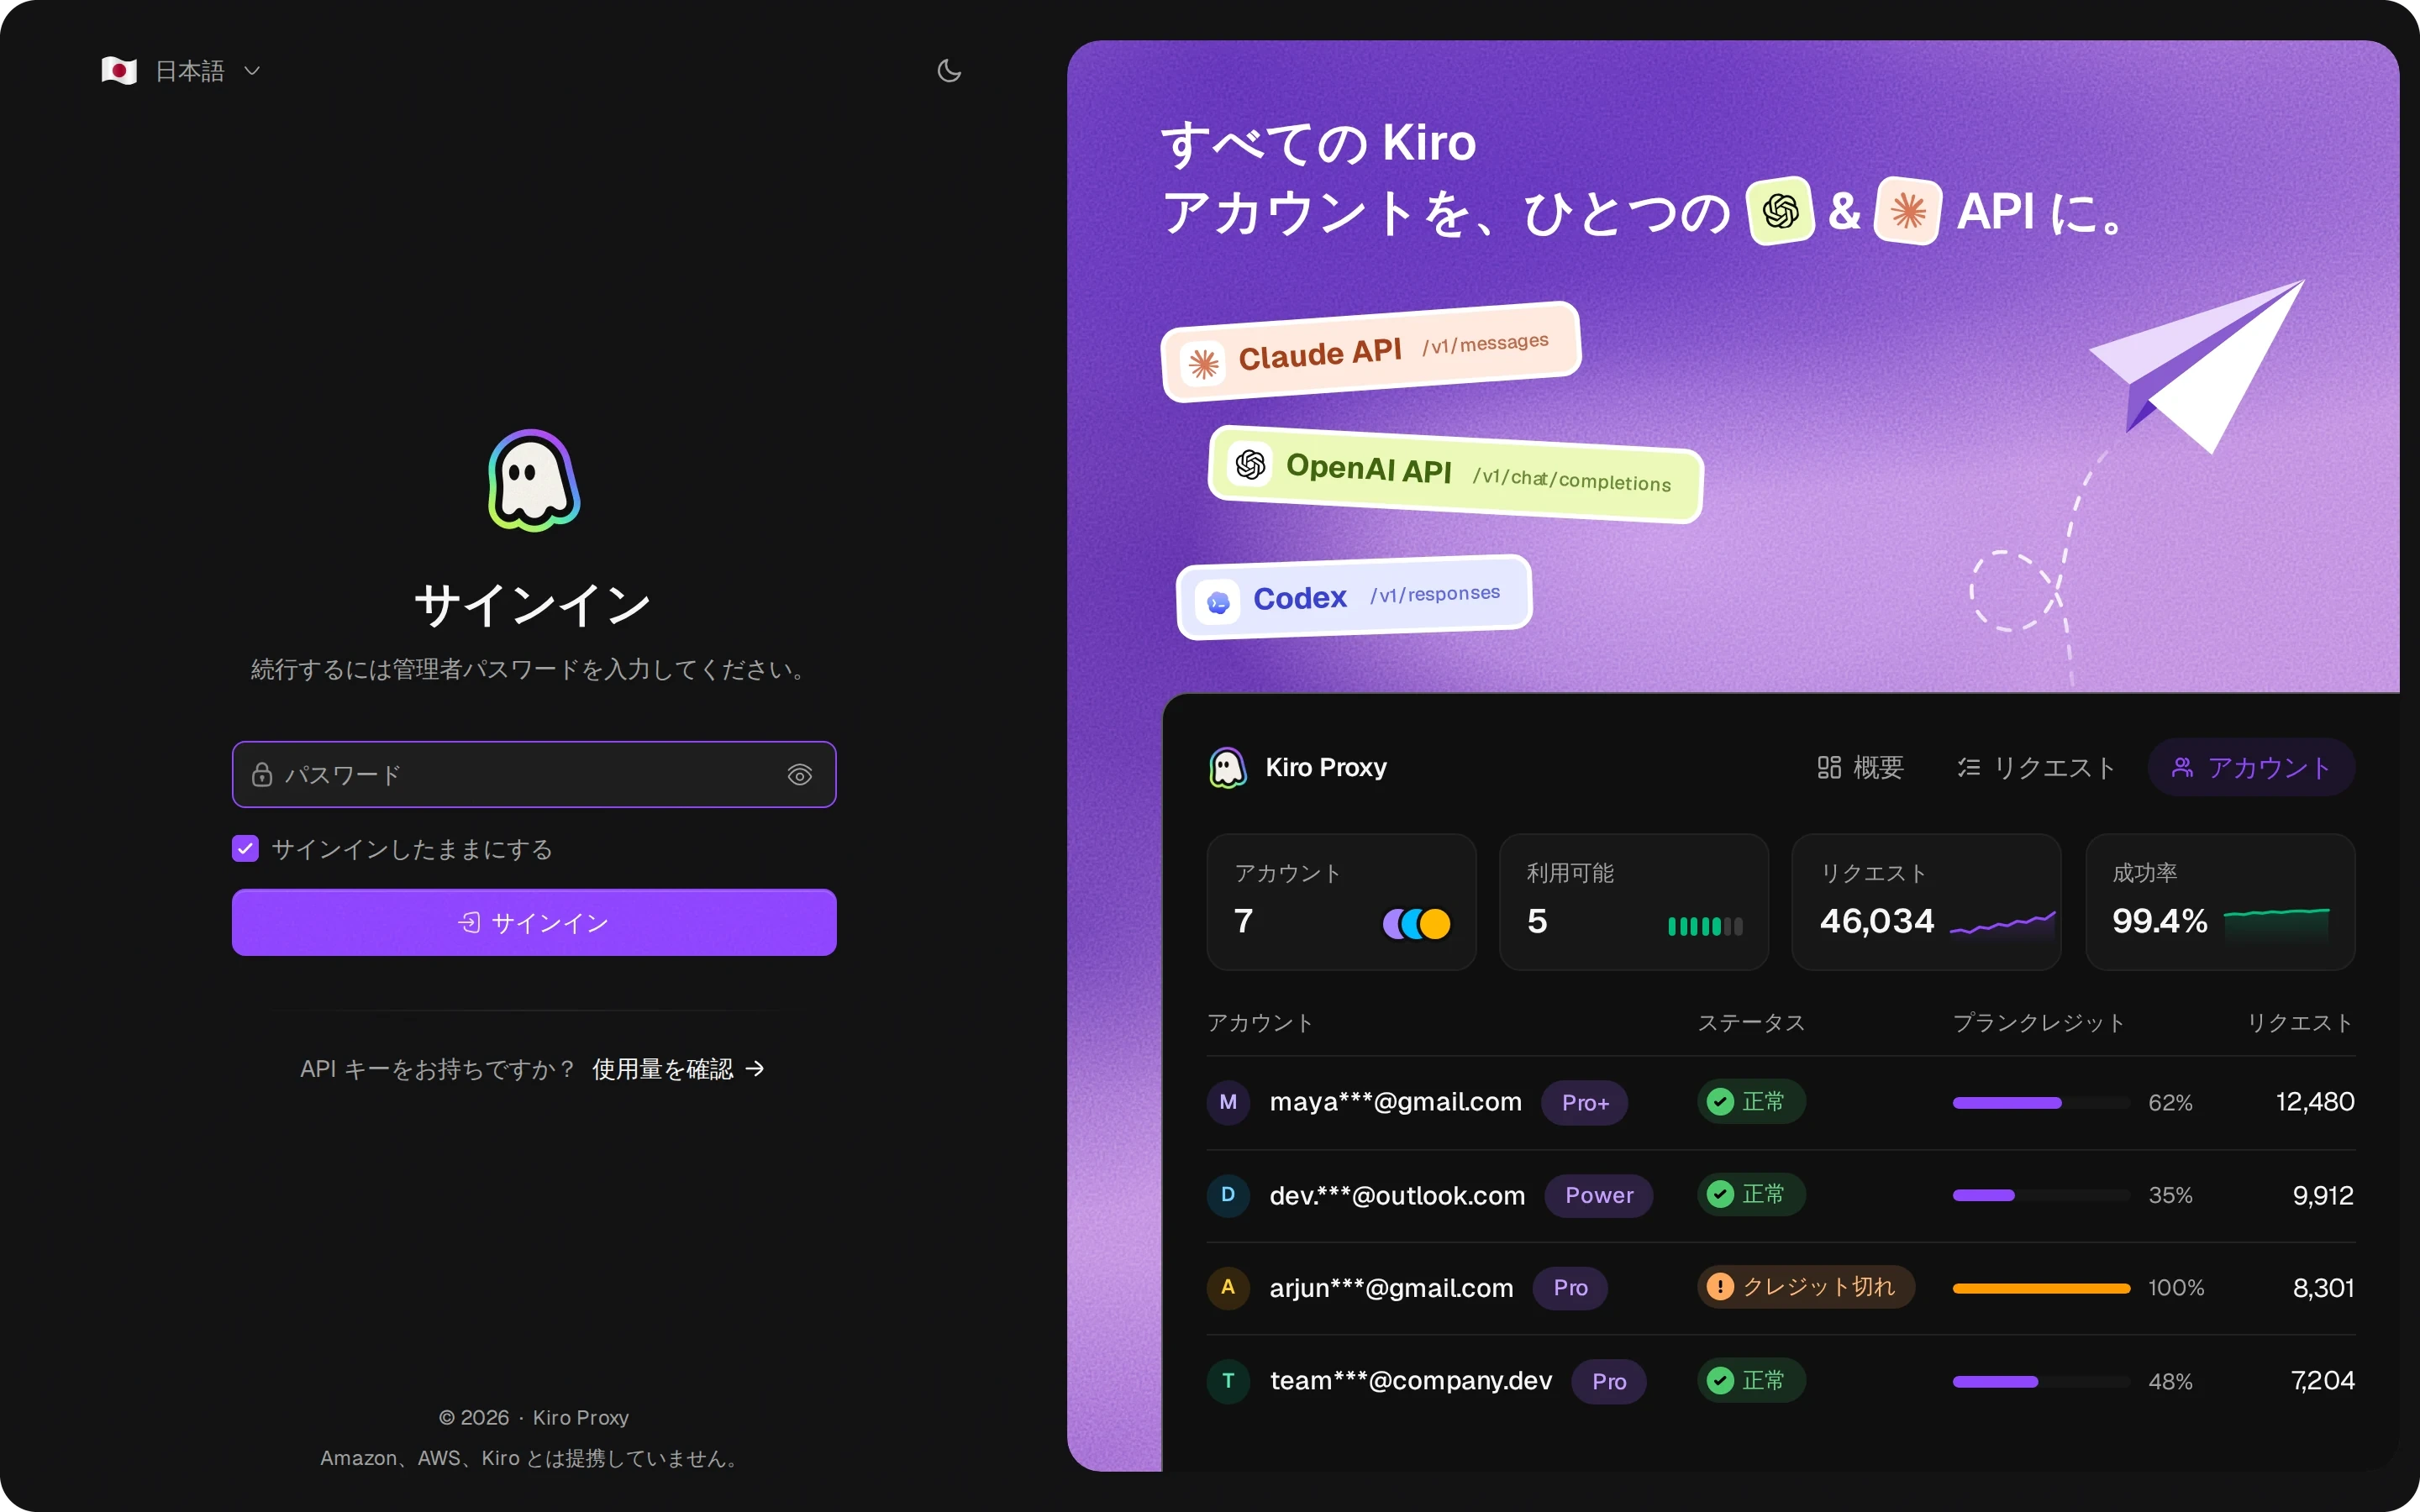 日本語
サインイン
続行するには管理者パスワードを入力してください。
パスワード
サインインしたままにする
サインイン
API キーをお持ちですか？ 使用量を確認 →
© 2026 · Kiro Proxy
Amazon、AWS、Kiro とは提携していません。
すべての Kiro
アカウントを、ひとつの & API に。
Claude API /v1/messages
OpenAI API /v1/chat/completions
Codex /v1/responses
Kiro Proxy 概要 リクエスト アカウント
アカウント 利用可能 リクエスト 成功率
7 5 46,034 99.4%
アカウント ステータス プランクレジット リクエスト
M maya***@gmail.com Pro+ 正常 62% 12,480
D dev.***@outlook.com Power 正常 35% 9,912
A arjun***@gmail.com Pro クレジット切れ 100% 8,301
T team***@company.dev Pro 正常 48% 7,204